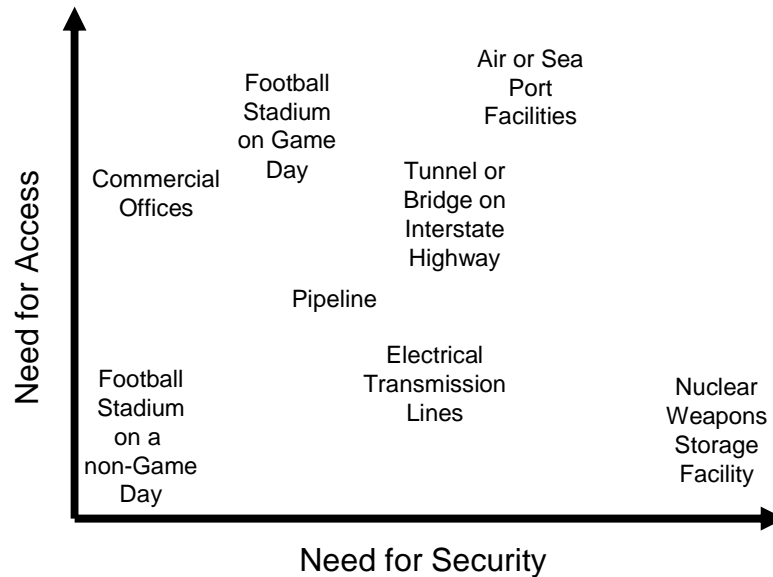 Need for Access
Football
Stadium
on Game
Day
Air or Sea
Port
Facilities
Commercial
Offices
Tunnel or
Bridge on
Interstate
Highway
Pipeline
Football
Stadium
on a
non-Game
Day
Electrical
Transmission
Lines
Nuclear
Weapons
Storage
Facility
Need for Security